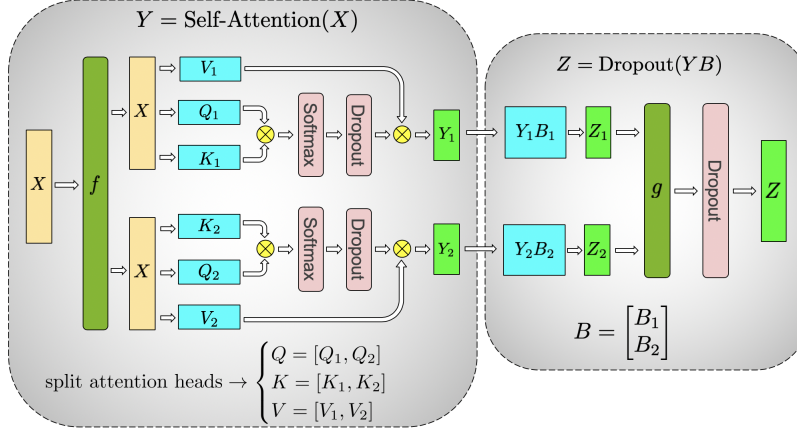 Y = Self-Attention(X)
X
f
X
V₁
Q₁
K₁
Softmax
Dropout
Y₁
X
K₂
Q₂
V₂
Softmax
Dropout
Y₂
split attention heads → { Q = [Q₁, Q₂]
K = [K₁, K₂]
V = [V₁, V₂]
Z = Dropout(YB)
Y₁B₁
Z₁
Y₂B₂
Z₂
g
Dropout
Z
B = [B₁
B₂]